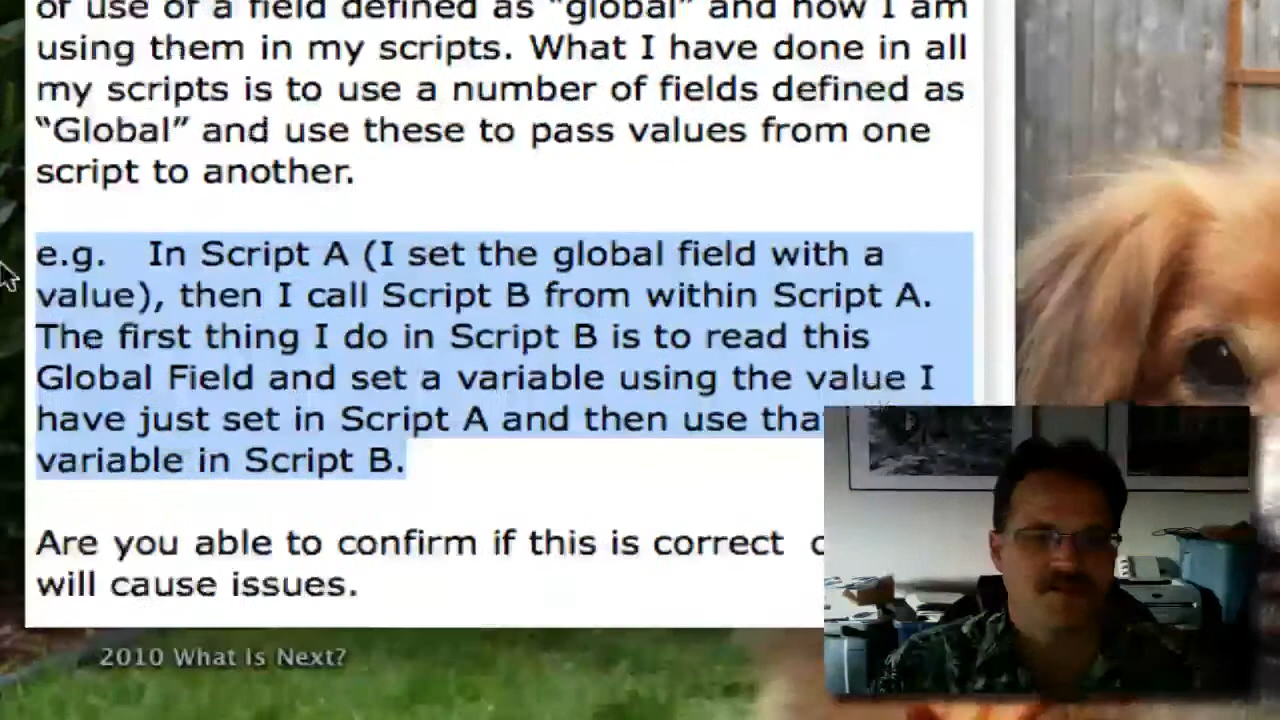 of use of a field defined as “global” and how I am
using them in my scripts. What I have done in all
my scripts is to use a number of fields defined as
“Global” and use these to pass values from one
script to another.
e.g. In Script A (I set the global field with a
value), then I call Script B from within Script A.
The first thing I do in Script B is to read this
Global Field and set a variable using the value I
have just set in Script A and then use tha
variable in Script B.
Are you able to confirm if this is correct
will cause issues.
2010 What Is Next?